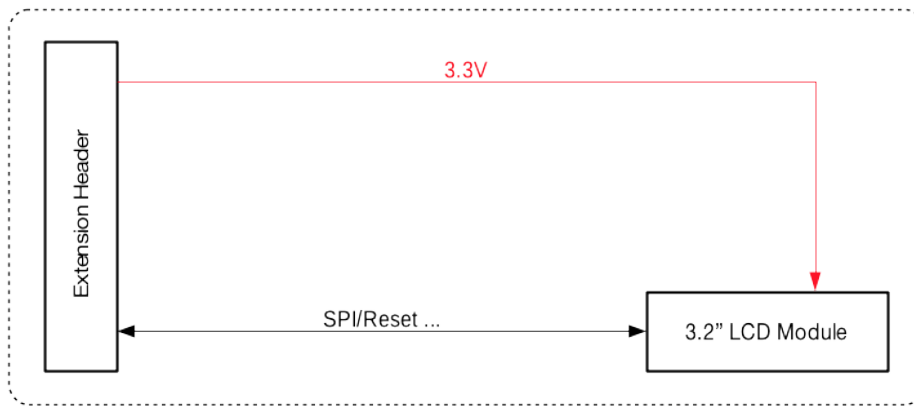 3.3V
Extension Header
SPI/Reset ...
3.2” LCD Module